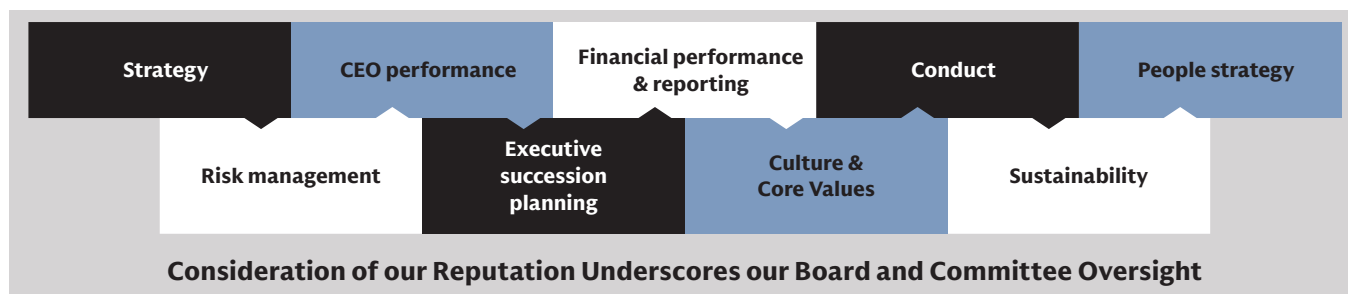 Strategy
CEO performance
Financial performance
& reporting
Conduct
People strategy
Risk management
Executive
succession
planning
Culture &
Core Values
Sustainability
Consideration of our Reputation Underscores our Board and Committee Oversight